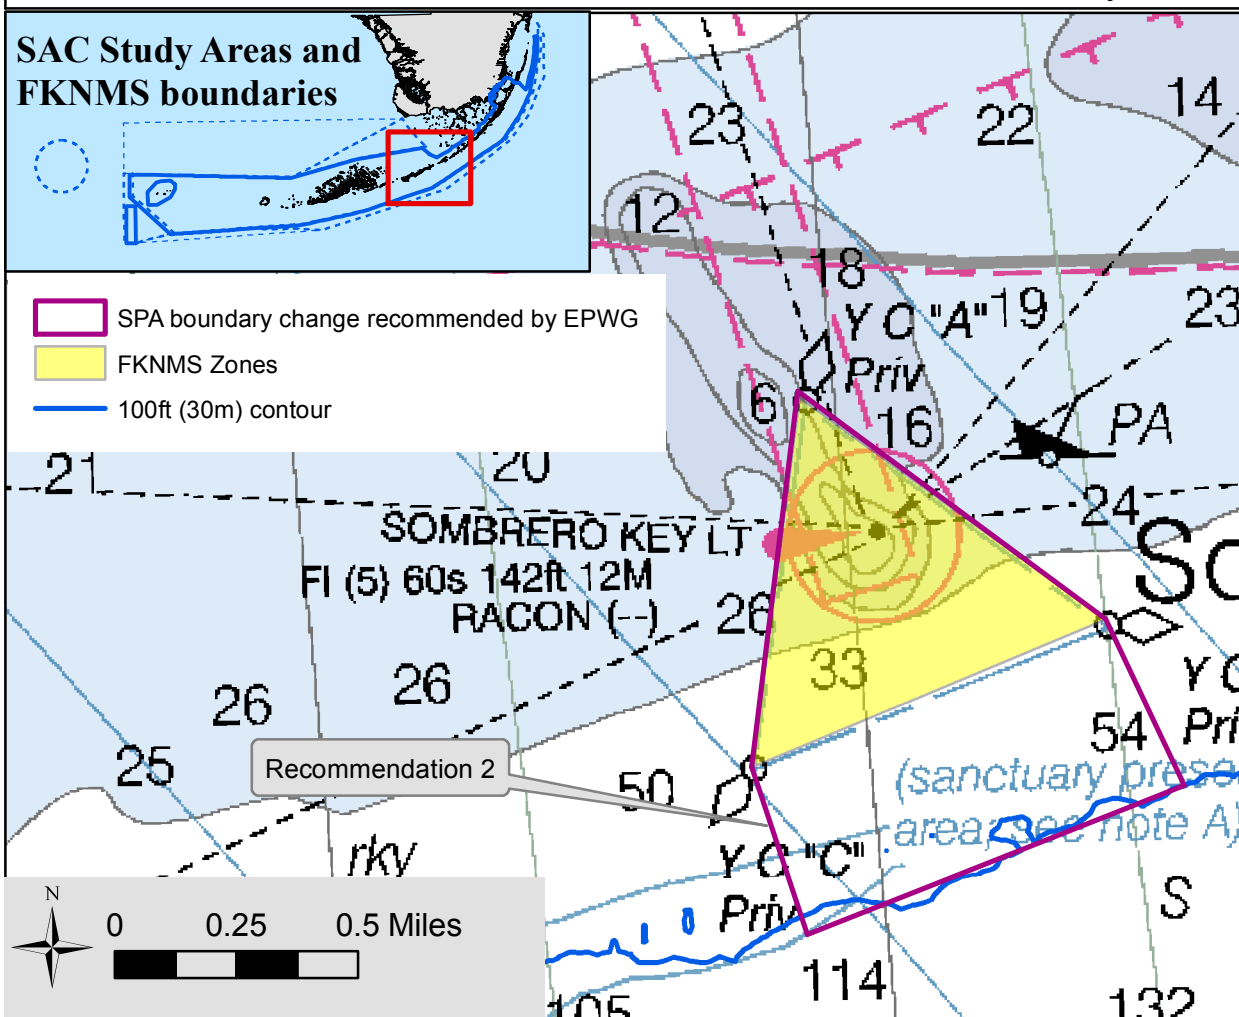 SAC Study Areas and
FKNMS boundaries
SPA boundary change recommended by EPWG
FKNMS Zones
100ft (30m) contour
14
23
22
12
18
Y C "A"
19
23
Priv
6
16
PA
21
20
24
SOMBRERO KEY LT
Fl (5) 60s 142ft 12M
RACON (--)
26
33
26
26
25
Y C
Pri
54
Recommendation 2
50
(sanctuary prese
area, see note A)
rky
Y C "C"
Priv
S
N
0 0.25 0.5 Miles
114
105
132